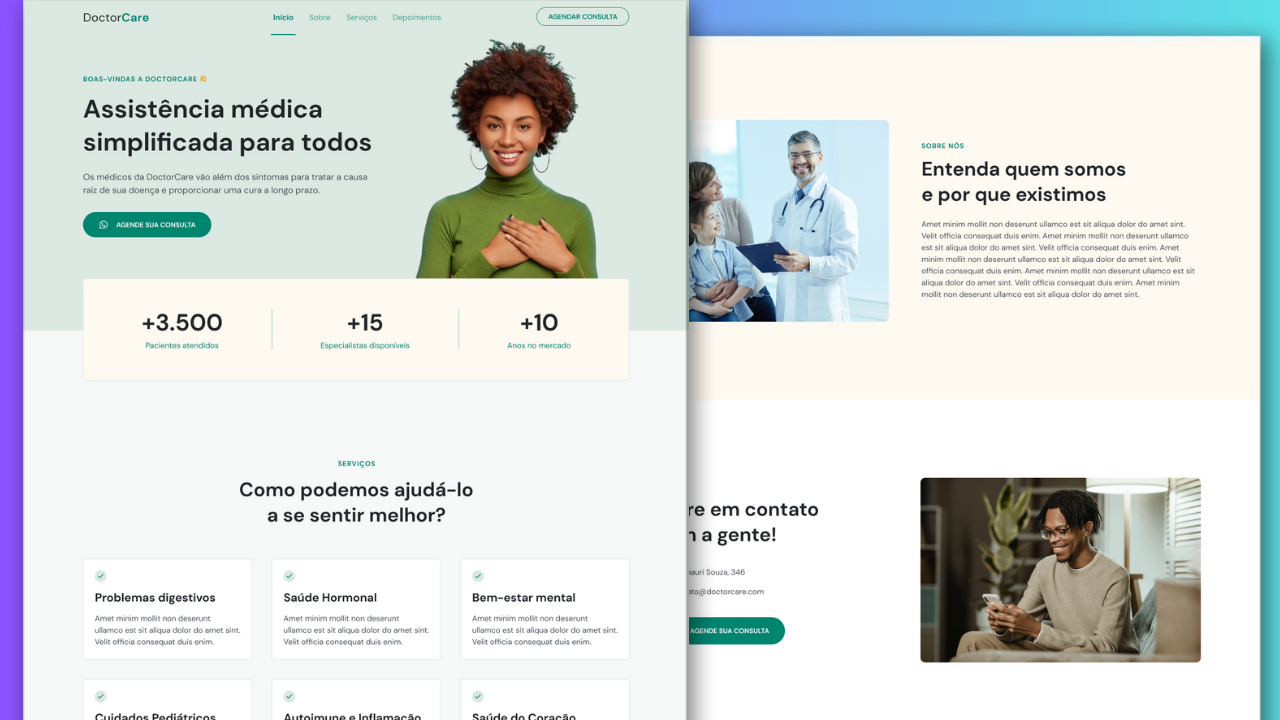 DoctorCare
Início Sobre Serviços Depoimentos
AGENDAR CONSULTA
BOAS-VINDAS A DOCTORCARE 👋
Assistência médica
simplificada para todos
Os médicos da DoctorCare vão além dos sintomas para tratar a causa
raiz de sua doença e proporcionar uma cura a longo prazo.
AGENDE SUA CONSULTA
+3.500
Pacientes atendidos
+15
Especialistas disponíveis
+10
Anos no mercado
SERVIÇOS
Como podemos ajudá-lo
a se sentir melhor?
Problemas digestivos
Amet minim mollit non deserunt
ullamco est sit aliqua dolor do amet sint.
Velit officia consequat duis enim.
Saúde Hormonal
Amet minim mollit non deserunt
ullamco est sit aliqua dolor do amet sint.
Velit officia consequat duis enim.
Bem-estar mental
Amet minim mollit non deserunt
ullamco est sit aliqua dolor do amet sint.
Velit officia consequat duis enim.
Cuidados Pediátricos
Autoimune e Inflamação
Saúde do Coração
SOBRE NÓS
Entenda quem somos
e por que existimos
Amet minim mollit non deserunt ullamco est sit aliqua dolor do amet sint.
Velit officia consequat duis enim. Amet minim mollit non deserunt ullamco
est sit aliqua dolor do amet sint. Velit officia consequat duis enim. Amet
minim mollit non deserunt ullamco est sit aliqua dolor do amet sint. Velit
officia consequat duis enim. Amet minim mollit non deserunt ullamco est sit
aliqua dolor do amet sint. Velit officia consequat duis enim. Amet minim
mollit non deserunt ullamco est sit aliqua dolor do amet sint.
re em contato
a gente!
auri Souza, 346
ato@doctorcare.com
AGENDE SUA CONSULTA